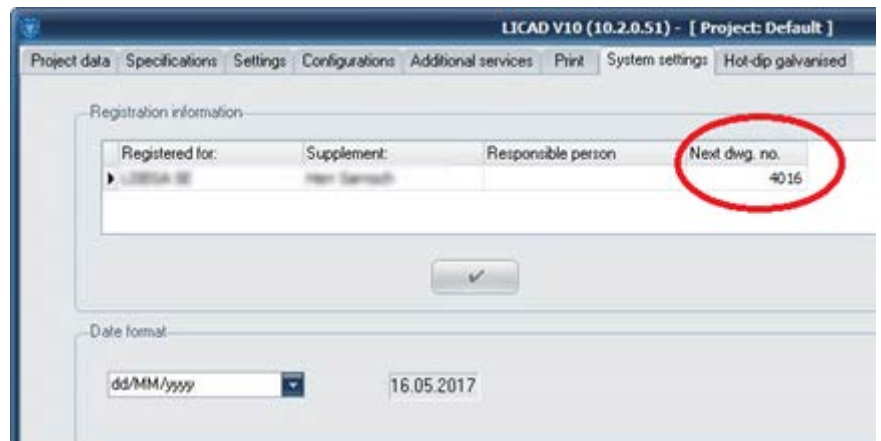 LICAD V10 (10.2.0.51) - [ Project: Default ]
Project data Specifications Settings Configurations Additional services Print System settings Hot-dip galvanised
Registration information
Registered for: Supplement: Responsible person Next dwg. no.
4016
Date format
dd/MM/yyyy 16.05.2017